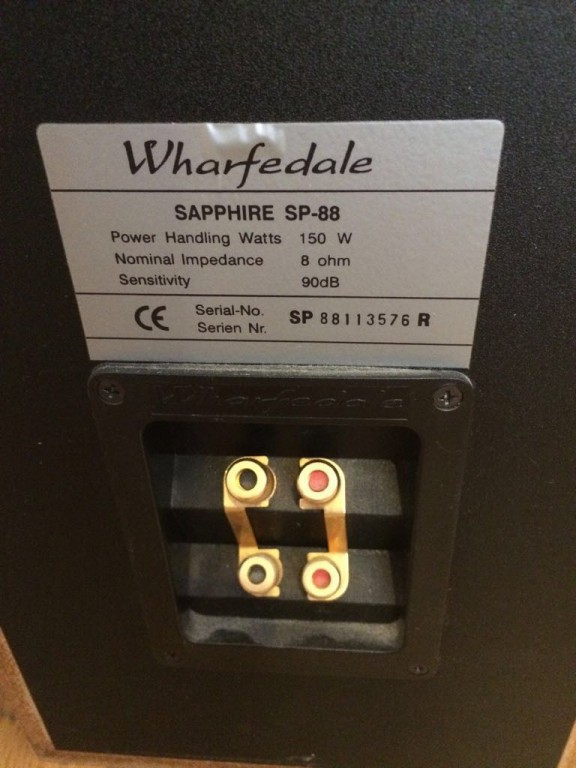 Wharfedale
SAPPHIRE SP-88
Power Handling Watts 150 W
Nominal Impedance 8 ohm
Sensitivity 90dB
CE Serial-No.
Serien Nr. SP 88113576 R
Wharfedale